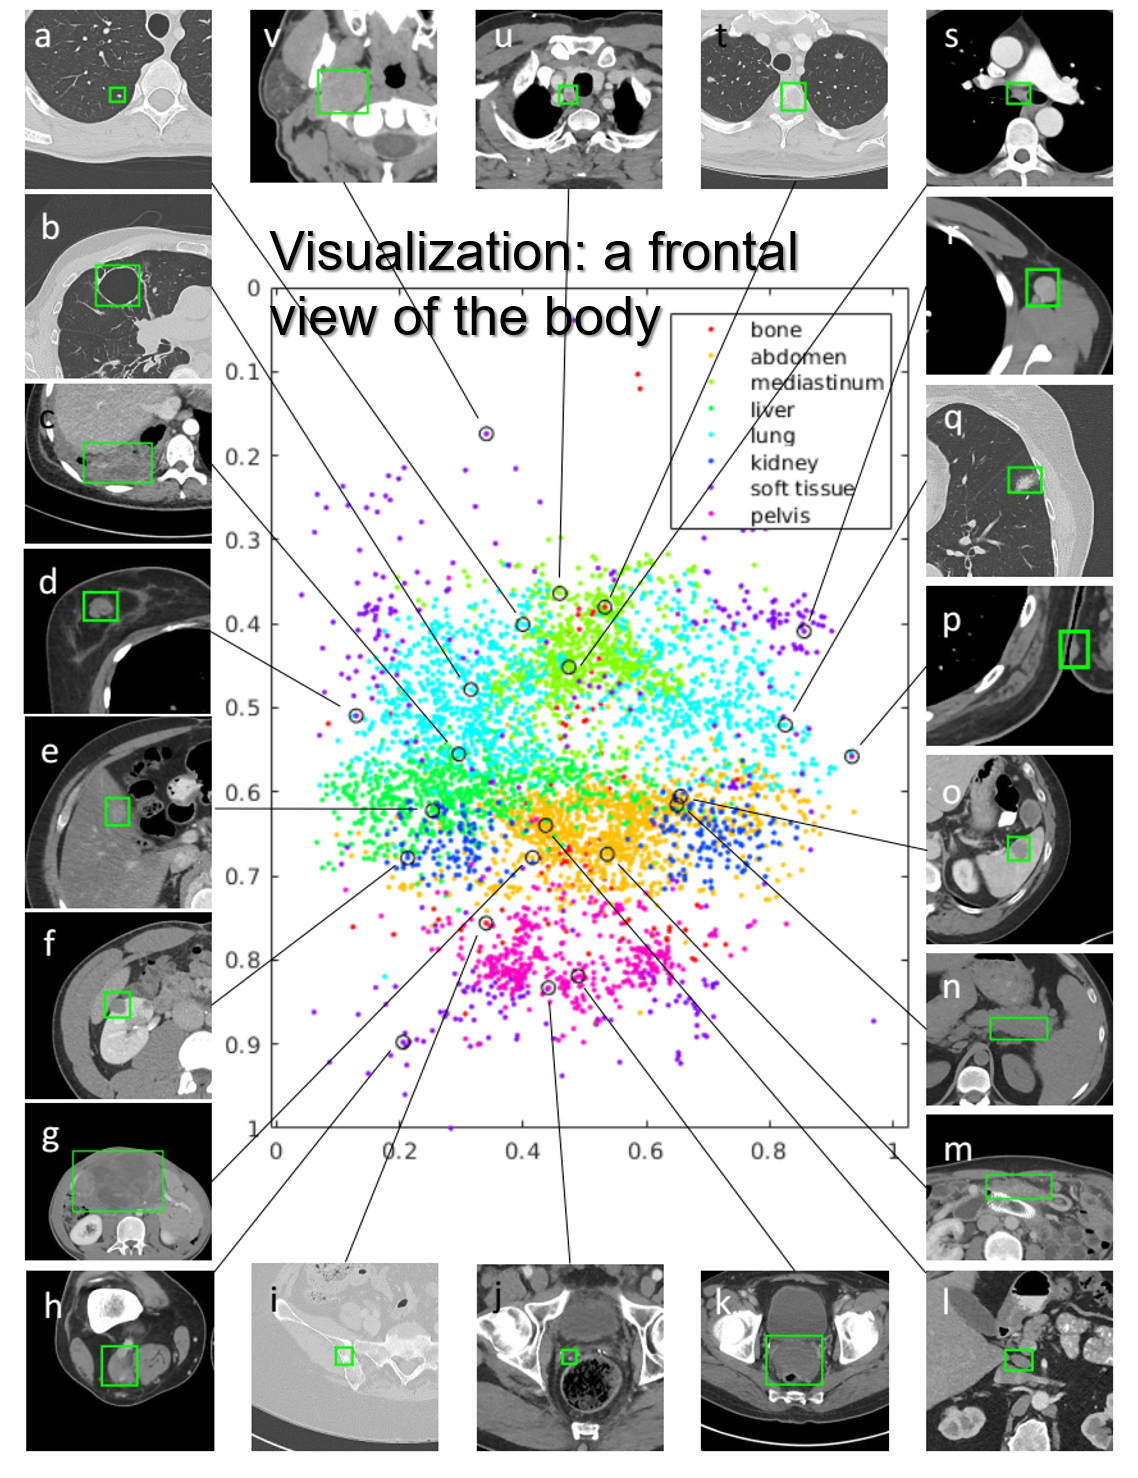 a
v
u
t
s
b
Visualization: a frontal
view of the body
r
0
bone
abdomen
mediastinum
liver
lung
kidney
soft tissue
pelvis
0.1
c
q
0.2
0.3
d
0.4
p
0.5
e
o
0.6
0.7
f
0.8
n
0.9
g
1
0
0.2
0.4
0.6
0.8
1
m
h
i
j
k
l